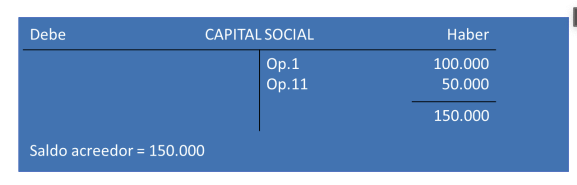 Debe CAPITAL SOCIAL Haber
Op.1 100.000
Op.11 50.000
150.000
Saldo acreedor = 150.000